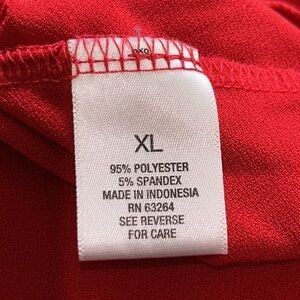 XL
95% POLYESTER
5% SPANDEX
MADE IN INDONESIA
RN 63264
SEE REVERSE
FOR CARE